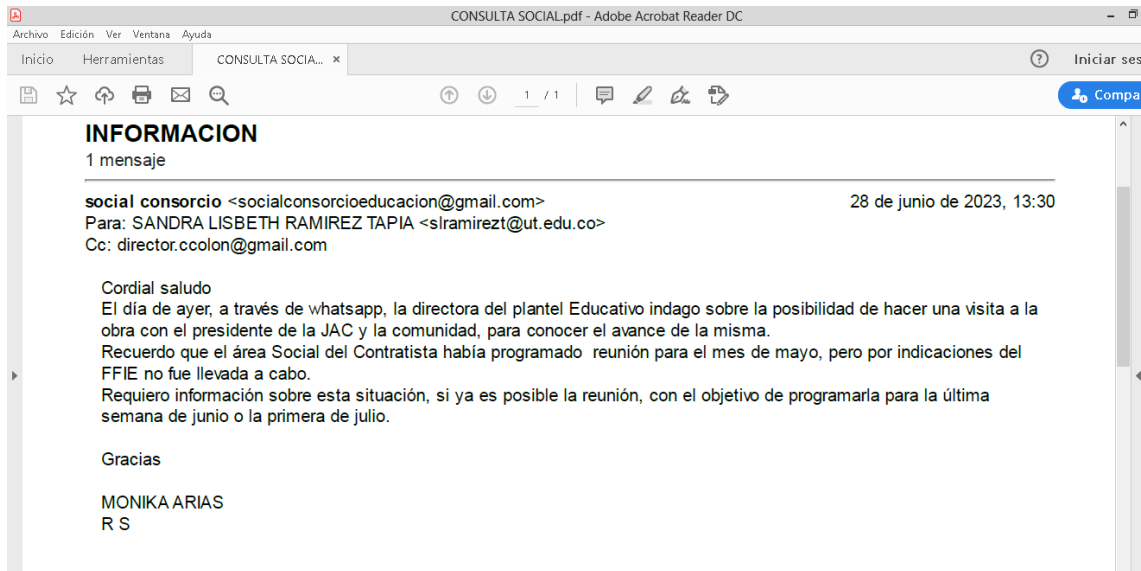 CONSULTA SOCIAL.pdf - Adobe Acrobat Reader DC
Archivo Edición Ver Ventana Ayuda
Inicio Herramientas CONSULTA SOCIA... ×
? Iniciar ses
1 / 1 Compa
INFORMACION
1 mensaje
social consorcio <socialconsorcioeducacion@gmail.com> 28 de junio de 2023, 13:30
Para: SANDRA LISBETH RAMIREZ TAPIA <slramirezt@ut.edu.co>
Cc: director.ccolon@gmail.com
Cordial saludo
El día de ayer, a través de whatsapp, la directora del plantel Educativo indago sobre la posibilidad de hacer una visita a la
obra con el presidente de la JAC y la comunidad, para conocer el avance de la misma.
Recuerdo que el área Social del Contratista había programado reunión para el mes de mayo, pero por indicaciones del
FFIE no fue llevada a cabo.
Requiero información sobre esta situación, si ya es posible la reunión, con el objetivo de programarla para la última
semana de junio o la primera de julio.
Gracias
MONIKA ARIAS
R S